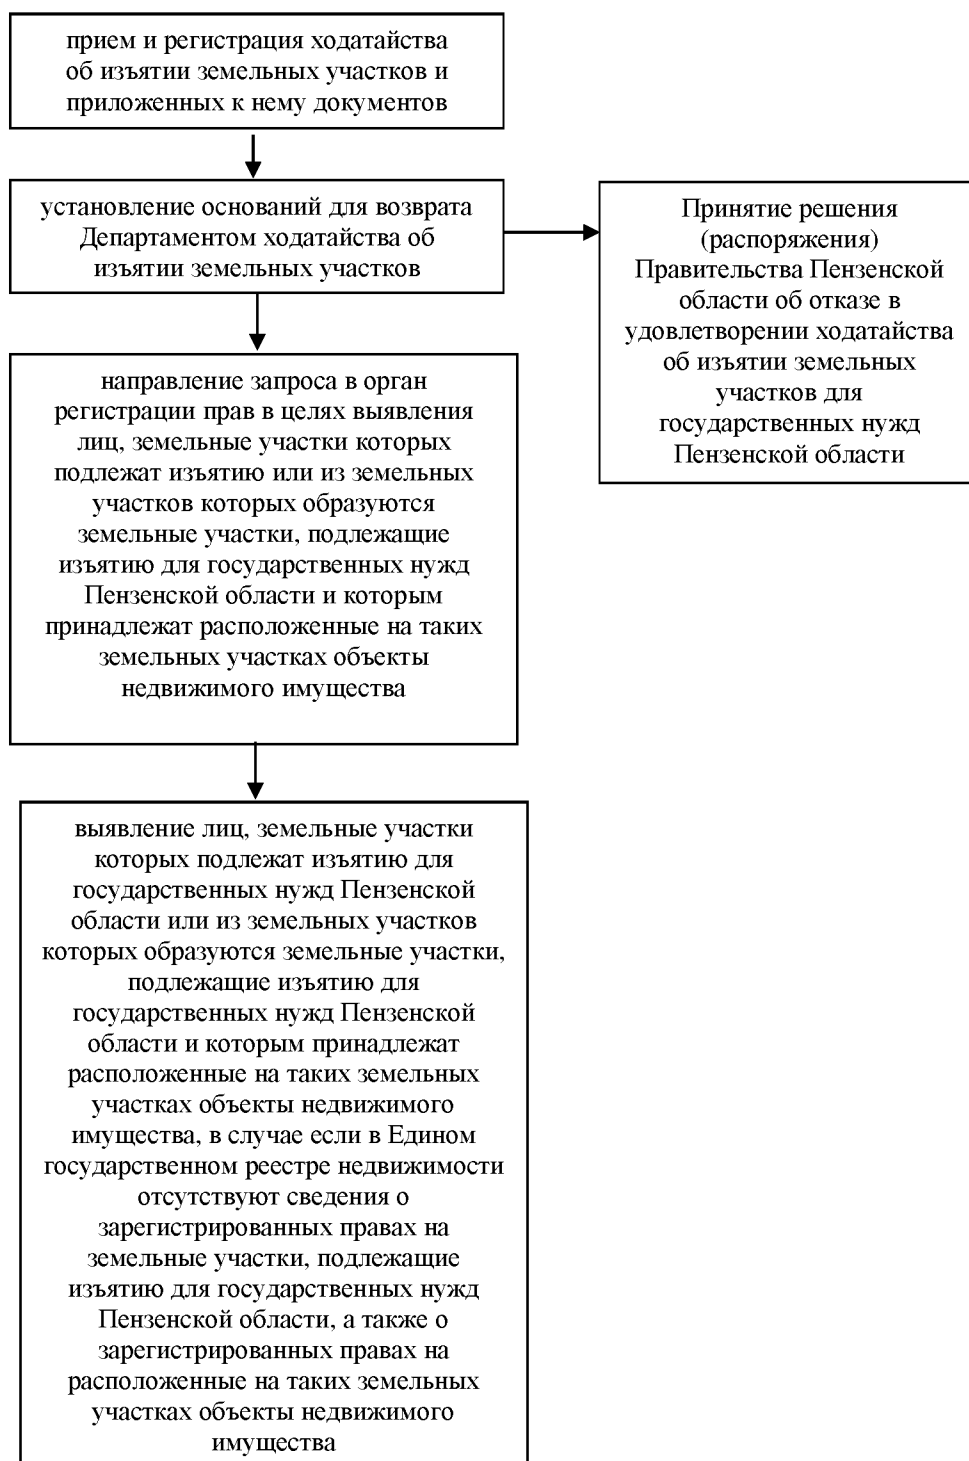 прием и регистрация ходатайства
об изъятии земельных участков и
приложенных к нему документов
установление оснований для возврата
Департаментом ходатайства об
изъятии земельных участков
Принятие решения
(распоряжения)
Правительства Пензенской
области об отказе в
удовлетворении ходатайства
об изъятии земельных
участков для
государственных нужд
Пензенской области
направление запроса в орган
регистрации прав в целях выявления
лиц, земельные участки которых
подлежат изъятию или из земельных
участков которых образуются
земельные участки, подлежащие
изъятию для государственных нужд
Пензенской области и которым
принадлежат расположенные на таких
земельных участках объекты
недвижимого имущества
выявление лиц, земельные участки
которых подлежат изъятию для
государственных нужд Пензенской
области или из земельных участков
которых образуются земельные участки,
подлежащие изъятию для
государственных нужд Пензенской
области и которым принадлежат
расположенные на таких земельных
участках объекты недвижимого
имущества, в случае если в Едином
государственном реестре недвижимости
отсутствуют сведения о
зарегистрированных правах на
земельные участки, подлежащие
изъятию для государственных нужд
Пензенской области, а также о
зарегистрированных правах на
расположенные на таких земельных
участках объекты недвижимого
имущества